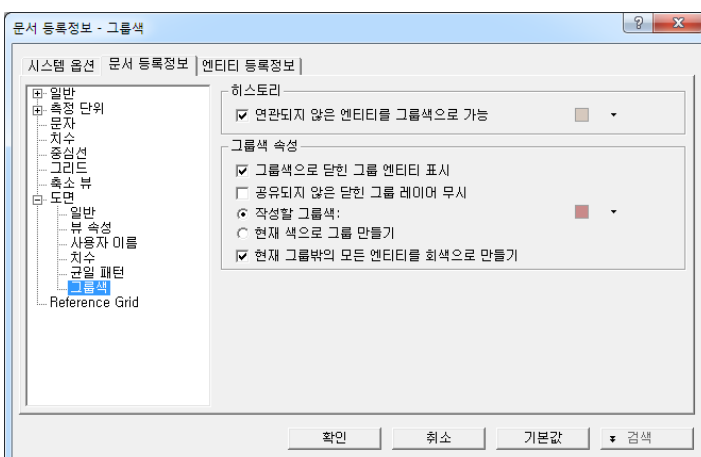 문서 등록정보 - 그룹색
시스템 옵션 문서 등록정보 엔티티 등록정보
일반
측정 단위
문자
치수
중심선
그리드
축소 뷰
도면
일반
뷰 속성
사용자 이름
치수
균일 패턴
그룹색
Reference Grid
히스토리
연관되지 않은 엔티티를 그룹색으로 가능
그룹색 속성
그룹색으로 닫힌 그룹 엔티티 표시
공유되지 않은 닫힌 그룹 레이어 무시
작성할 그룹색:
현재 색으로 그룹 만들기
현재 그룹밖의 모든 엔티티를 회색으로 만들기
확인 취소 기본값 검색